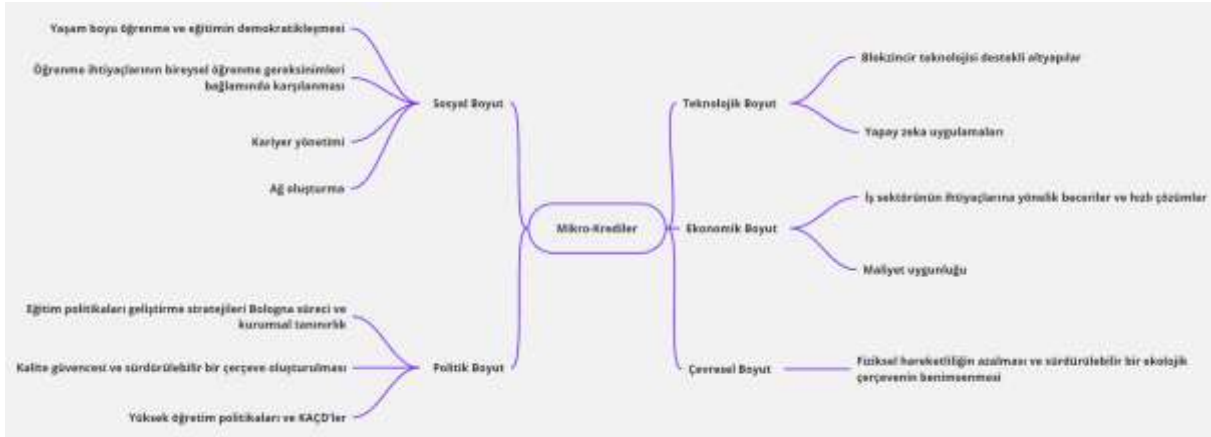 Yaşam boyu öğrenme ve eğitimin demokratikleşmesi
Öğrenme ihtiyaçlarının bireysel öğrenme gereksinimleri
bağlamında karşılanması
Sosyal Boyut
Kariyer yönetimi
Ağ oluşturma
Eğitim politikaları geliştirme stratejileri Bologna süreci ve
kurumsal tanınırlık
Kalite güvencesi ve sürdürülebilir bir çerçeve oluşturulması
Politik Boyut
Yüksek öğretim politikaları ve KAÇD'ler
Mikro-Krediler
Blokzincir teknolojisi destekli altyapılar
Teknolojik Boyut
Yapay zeka uygulamaları
İş sektörünün ihtiyaçlarına yönelik beceriler ve hızlı çözümler
Ekonomik Boyut
Maliyet uygunluğu
Çevresel Boyut
Fiziksel hareketliliğin azalması ve sürdürülebilir bir ekolojik
çerçevenin benimsenmesi